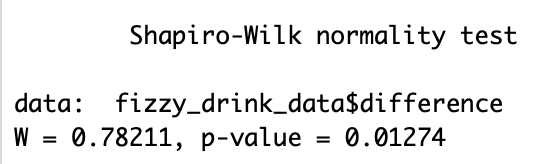 Shapiro-Wilk normality test
data:  fizzy_drink_data$difference
W = 0.78211, p-value = 0.01274